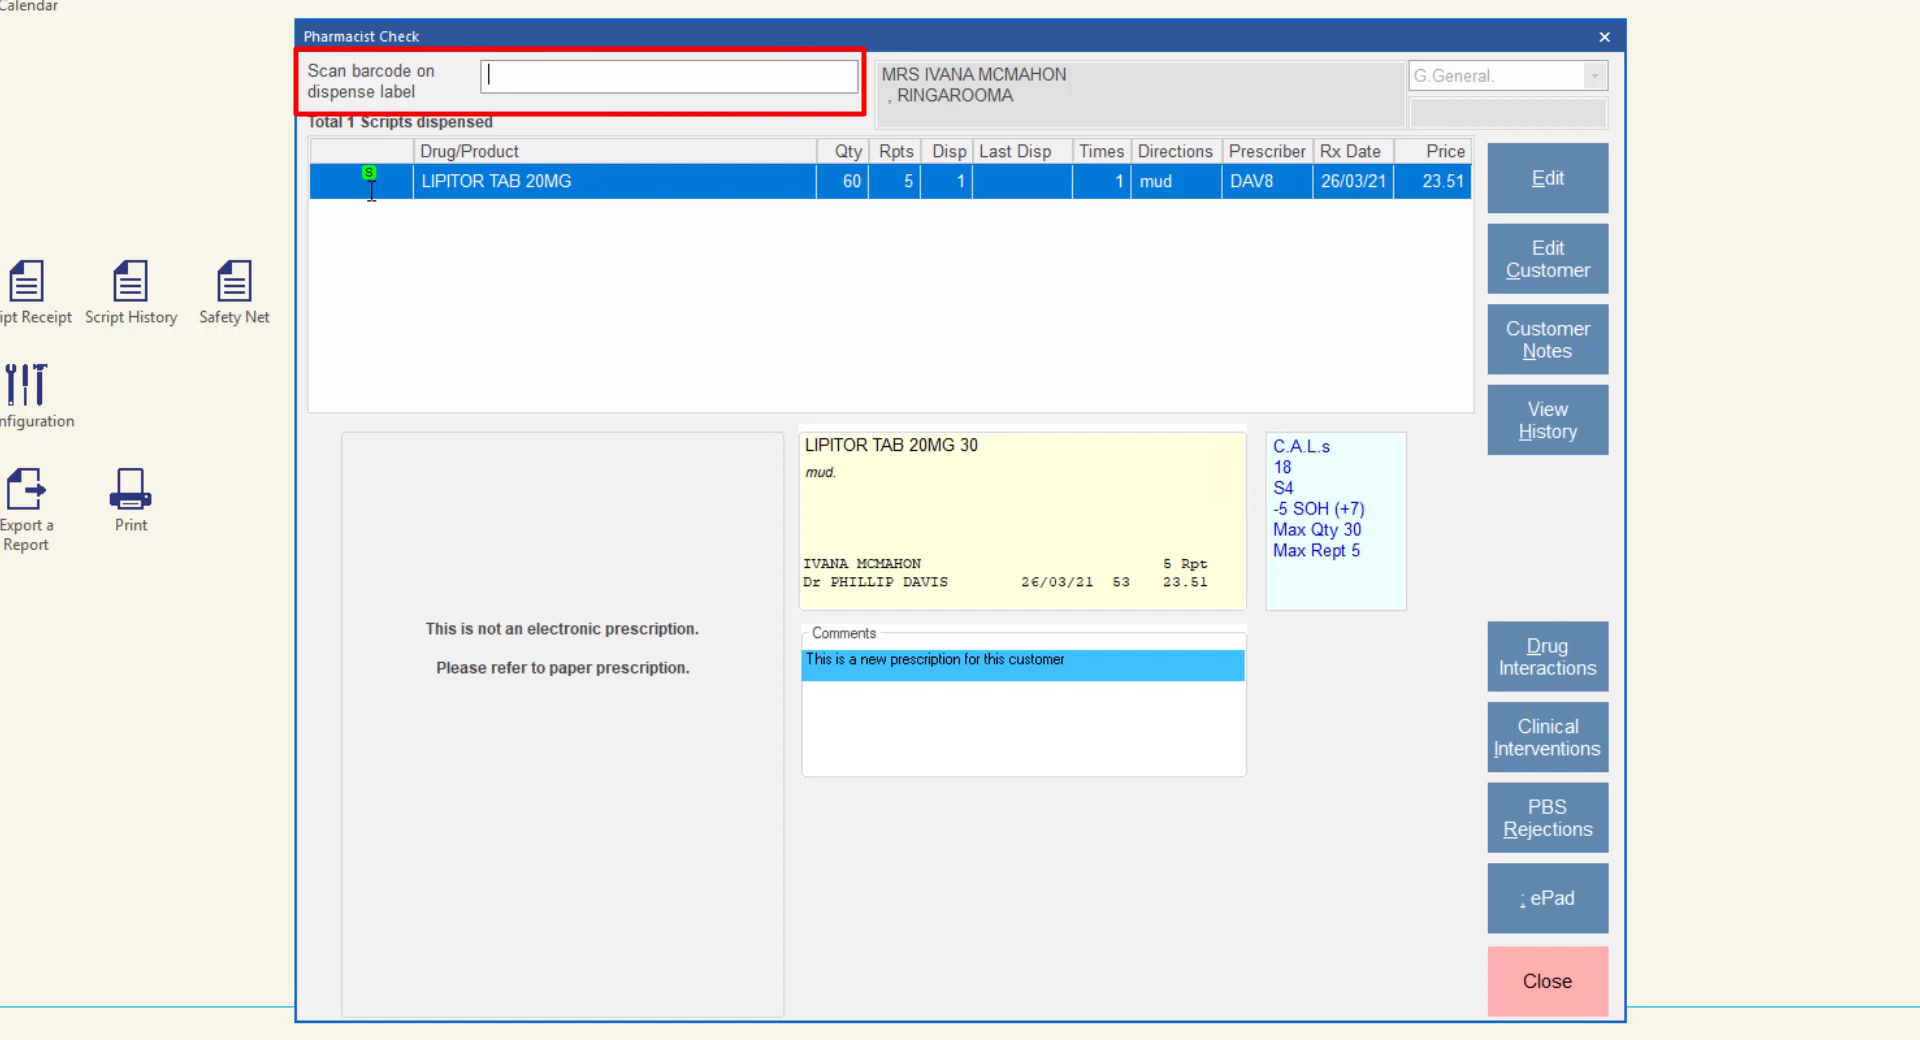 Calendar
Pharmacist Check
Scan barcode on
dispense label
MRS IVANA MCMAHON
, RINGAROOMA
G.General.
Total 1 Scripts dispensed
Drug/Product Qty Rpts Disp Last Disp Times Directions Prescriber Rx Date Price
S LIPITOR TAB 20MG 60 5 1 1 mud DAV8 26/03/21 23.51
Edit
Edit
Customer
Customer
Notes
View
History
ipt Receipt
Script History
Safety Net
nfiguration
Export a
Report
Print
This is not an electronic prescription.
Please refer to paper prescription.
LIPITOR TAB 20MG 30
mud.
IVANA MCMAHON 5 Rpt
Dr PHILLIP DAVIS 26/03/21 53 23.51
C.A.L.s
18
S4
-5 SOH (+7)
Max Qty 30
Max Rept 5
Comments
This is a new prescription for this customer
Drug
Interactions
Clinical
Interventions
PBS
Rejections
; ePad
Close